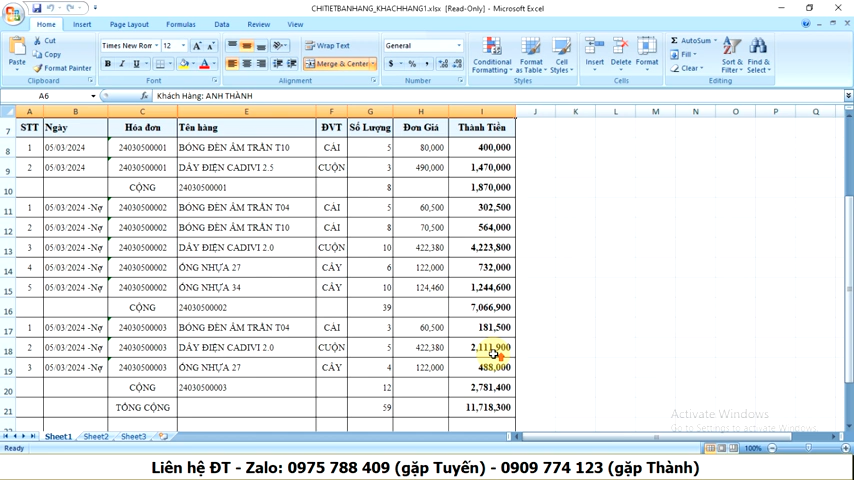 CHITIETBANHANG_KHACHHANG1.xlsx [Read-Only] - Microsoft Excel
Home Insert Page Layout Formulas Data Review View
Paste Cut Copy Format Painter Clipboard
Times New Rom 12 A A B I U A Font
Wrap Text Merge & Center Alignment
General $ % , Number
Conditional Formatting Format as Table Cell Styles Styles
Insert Delete Format Cells
AutoSum Fill Clear Sort & Filter Find & Select Editing
A6 fx Khách Hàng: ANH THÀNH
A B C E F G H I J K L M N O P Q
7 STT Ngày Hóa đơn Tên hàng ĐVT Số Lượng Đơn Giá Thành Tiền
8 1 05/03/2024 24030500001 BÓNG ĐÈN ÂM TRẦN T10 CÁI 5 80,000 400,000
9 2 05/03/2024 24030500001 DÂY ĐIỆN CADIVI 2.5 CUỘN 3 490,000 1,470,000
10 CỘNG 24030500001 8 1,870,000
11 1 05/03/2024 -Nợ 24030500002 BÓNG ĐÈN ÂM TRẦN T04 CÁI 5 60,500 302,500
12 2 05/03/2024 -Nợ 24030500002 BÓNG ĐÈN ÂM TRẦN T10 CÁI 8 70,500 564,000
13 3 05/03/2024 -Nợ 24030500002 DÂY ĐIỆN CADIVI 2.0 CUỘN 10 422,380 4,223,800
14 4 05/03/2024 -Nợ 24030500002 ỐNG NHỰA 27 CÂY 6 122,000 732,000
15 5 05/03/2024 -Nợ 24030500002 ỐNG NHỰA 34 CÂY 10 124,460 1,244,600
16 CỘNG 24030500002 39 7,066,900
17 1 05/03/2024 -Nợ 24030500003 BÓNG ĐÈN ÂM TRẦN T04 CÁI 3 60,500 181,500
18 2 05/03/2024 -Nợ 24030500003 DÂY ĐIỆN CADIVI 2.0 CUỘN 5 422,380 2,111,900
19 3 05/03/2024 -Nợ 24030500003 ỐNG NHỰA 27 CÂY 4 122,000 488,000
20 CỘNG 24030500003 12 2,781,400
21 TỔNG CỘNG 59 11,718,300
Activate Windows
Go to Settings to activate Windows.
Sheet1 Sheet2 Sheet3
Ready 100%
Liên hệ ĐT - Zalo: 0975 788 409 (gặp Tuyến) - 0909 774 123 (gặp Thành)